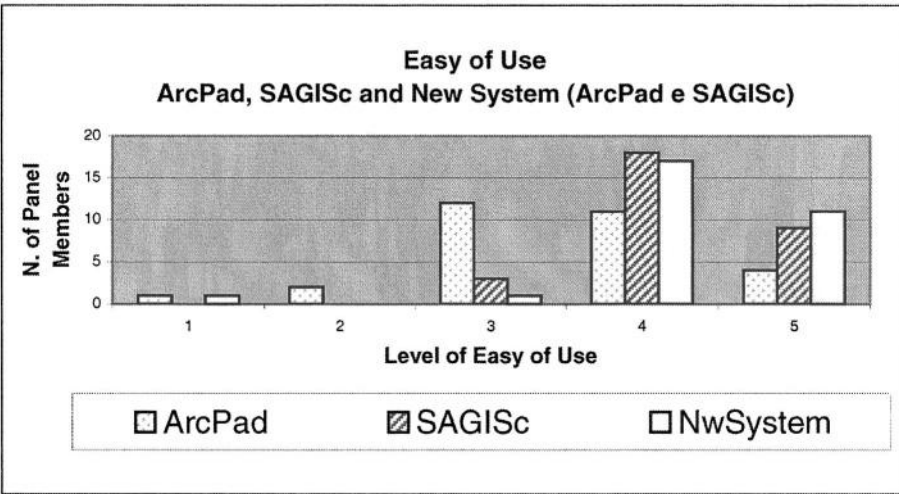 Easy of Use
ArcPad, SAGISc and New System (ArcPad e SAGISc)
N. of Panel
Members
20
15
10
5
0
1 2 3 4 5
Level of Easy of Use
ArcPad SAGISc NwSystem